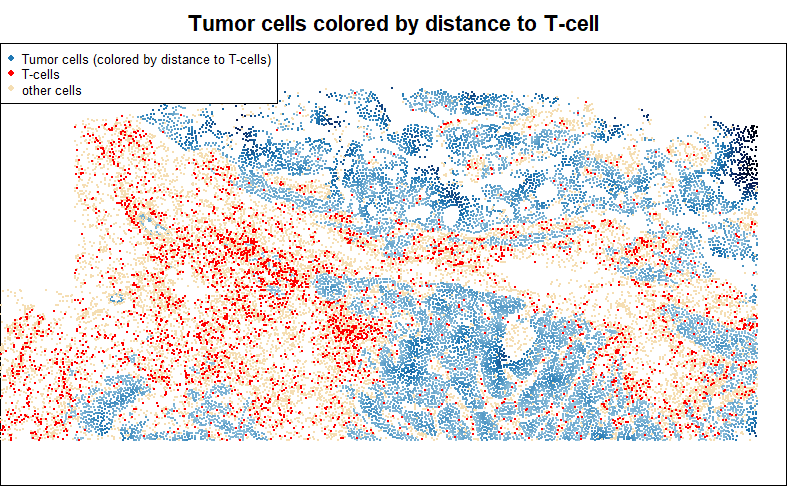 Tumor cells colored by distance to T-cell
Tumor cells (colored by distance to T-cells)
T-cells
other cells